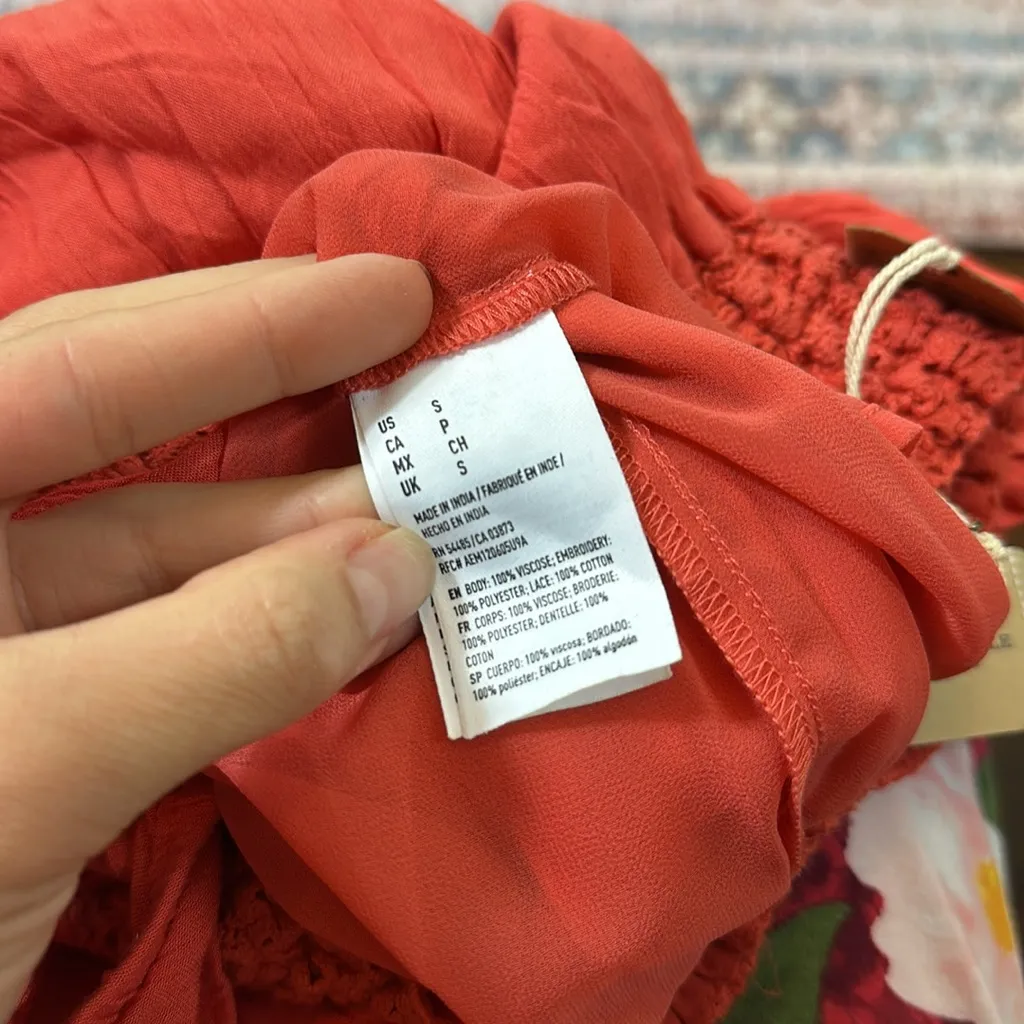 US S
CA P
MX CH
UK S
MADE IN INDIA / FABRIQUÉ EN INDE /
HECHO EN INDIA
RN 54485 / CA 03873
RFC# AEM120605U9A
EN BODY: 100% VISCOSE; EMBROIDERY:
100% POLYESTER; LACE: 100% COTTON
FR CORPS: 100% VISCOSE; BRODERIE:
100% POLYESTER; DENTELLE: 100%
COTON
SP CUERPO: 100% viscosa; BORDADO:
100% poliéster; ENCAJE: 100% algodón